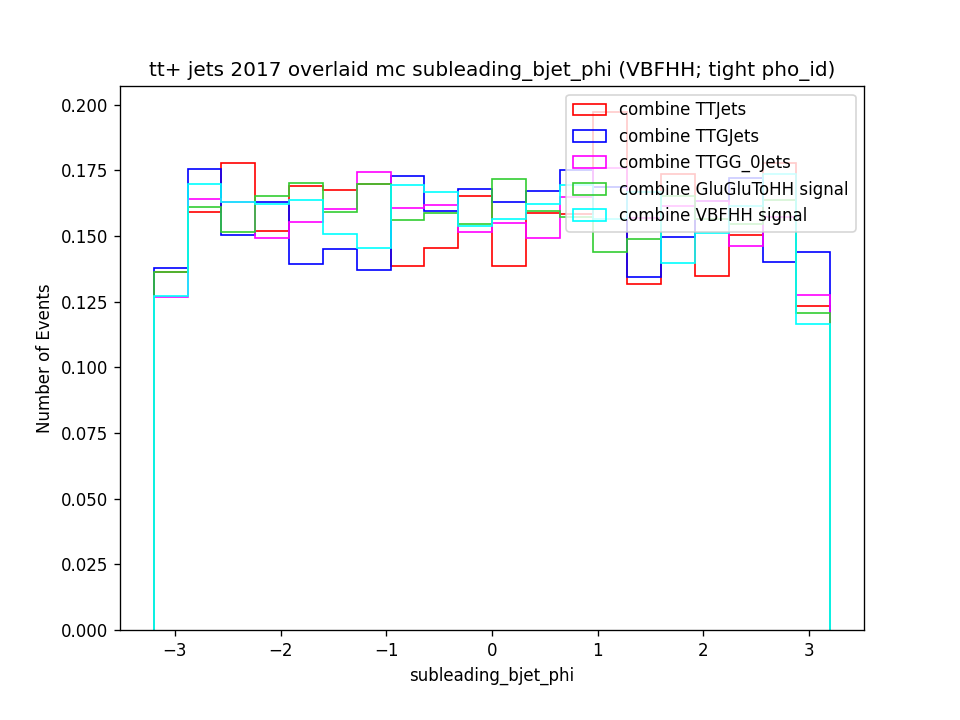 tt+ jets 2017 overlaid mc subleading_bjet_phi (VBFHH; tight pho_id)
combine TTJets
combine TTGJets
combine TTGG_0Jets
combine GluGluToHH signal
combine VBFHH signal
0.200
0.175
0.150
0.125
0.100
0.075
0.050
0.025
0.000
Number of Events
−3 −2 −1 0 1 2 3
subleading_bjet_phi